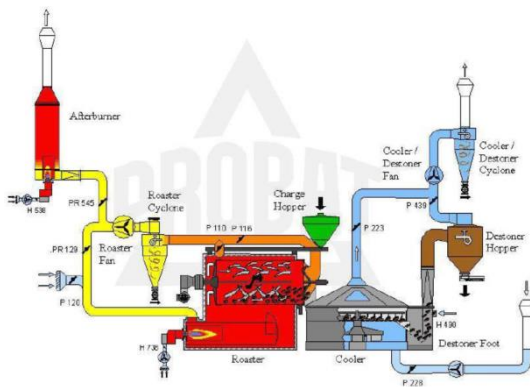 Afterburner
H 538
PR 545
PR 129
Roaster
Fan
P 120
Roaster
Cyclone
P 110
P 116
Charge
Hopper
H 738
Roaster
Cooler
P 223
Cooler /
Destoner
Fan
Cooler /
Destoner
Cyclone
P 439
Destoner
Hopper
H 490
Destoner Foot
P 228
PROBAT